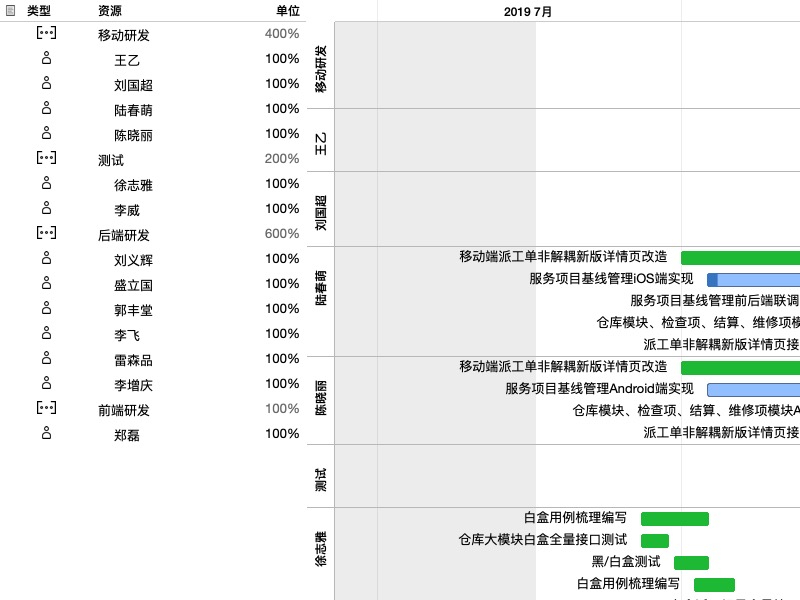 类型 资源 单位
移动研发 400%
王乙 100%
刘国超 100%
陆春萌 100%
陈晓丽 100%
测试 200%
徐志雅 100%
李威 100%
后端研发 600%
刘义辉 100%
盛立国 100%
郭丰堂 100%
李飞 100%
雷森品 100%
李增庆 100%
前端研发 100%
郑磊 100%
2019 7月
移动研发
王乙
刘国超
陆春萌
移动端派工单非解耦新版详情页改造
服务项目基线管理iOS端实现
服务项目基线管理前后端联调
仓库模块、检查项、结算、维修项模
派工单非解耦新版详情页接
陈晓丽
移动端派工单非解耦新版详情页改造
服务项目基线管理Android端实现
仓库模块、检查项、结算、维修项模块A
派工单非解耦新版详情页接
测试
徐志雅
白盒用例梳理编写
仓库大模块白盒全量接口测试
黑/白盒测试
白盒用例梳理编写